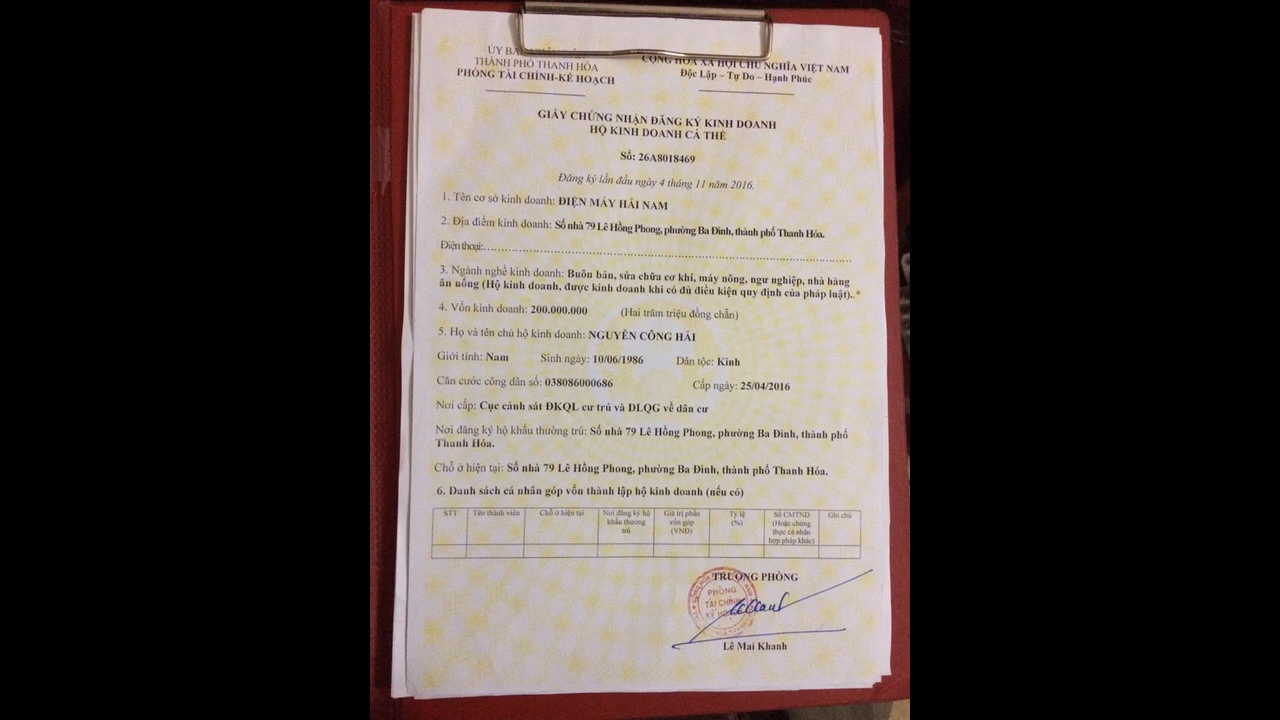 ỦY BA
THÀNH PHỐ THANH HÓA
PHÒNG TÀI CHÍNH-KẾ HOẠCH
CỘNG HÒA XÃ HỘI CHỦ NGHĨA VIỆT NAM
Độc Lập – Tự Do – Hạnh Phúc
GIẤY CHỨNG NHẬN ĐĂNG KÝ KINH DOANH
HỘ KINH DOANH CÁ THỂ
Số: 26A8018469
Đăng ký lần đầu ngày 4 tháng 11 năm 2016.
1. Tên cơ sở kinh doanh: ĐIỆN MÁY HẢI NAM
2. Địa điểm kinh doanh: Số nhà 79 Lê Hồng Phong, phường Ba Đình, thành phố Thanh Hóa.
Điện thoại:
3. Ngành nghề kinh doanh: Buôn bán, sửa chữa cơ khí, máy nông, ngư nghiệp, nhà hàng
ăn uống (Hộ kinh doanh, được kinh doanh khi có đủ điều kiện quy định của pháp luật)..*
4. Vốn kinh doanh: 200.000.000 (Hai trăm triệu đồng chẵn)
5. Họ và tên chủ hộ kinh doanh: NGUYỄN CÔNG HẢI
Giới tính: Nam Sinh ngày: 10/06/1986 Dân tộc: Kinh
Căn cước công dân số: 038086000686 Cấp ngày: 25/04/2016
Nơi cấp: Cục cảnh sát ĐKQL cư trú và DLQG về dân cư
Nơi đăng ký hộ khẩu thường trú: Số nhà 79 Lê Hồng Phong, phường Ba Đình, thành phố
Thanh Hóa.
Chỗ ở hiện tại: Số nhà 79 Lê Hồng Phong, phường Ba Đình, thành phố Thanh Hóa.
6. Danh sách cá nhân góp vốn thành lập hộ kinh doanh (nếu có)
STT Tên thành viên Chỗ ở hiện tại Nơi đăng ký hộ khẩu thường trú Giá trị phần vốn góp (VNĐ) Tỷ lệ (%) Số CMTND (Hoặc chứng thực cá nhân hợp pháp khác) Ghi chú
TRƯỞNG PHÒNG
PHÒNG
TÀI CHÍNH
KẾ HO
Lê Mai Khanh